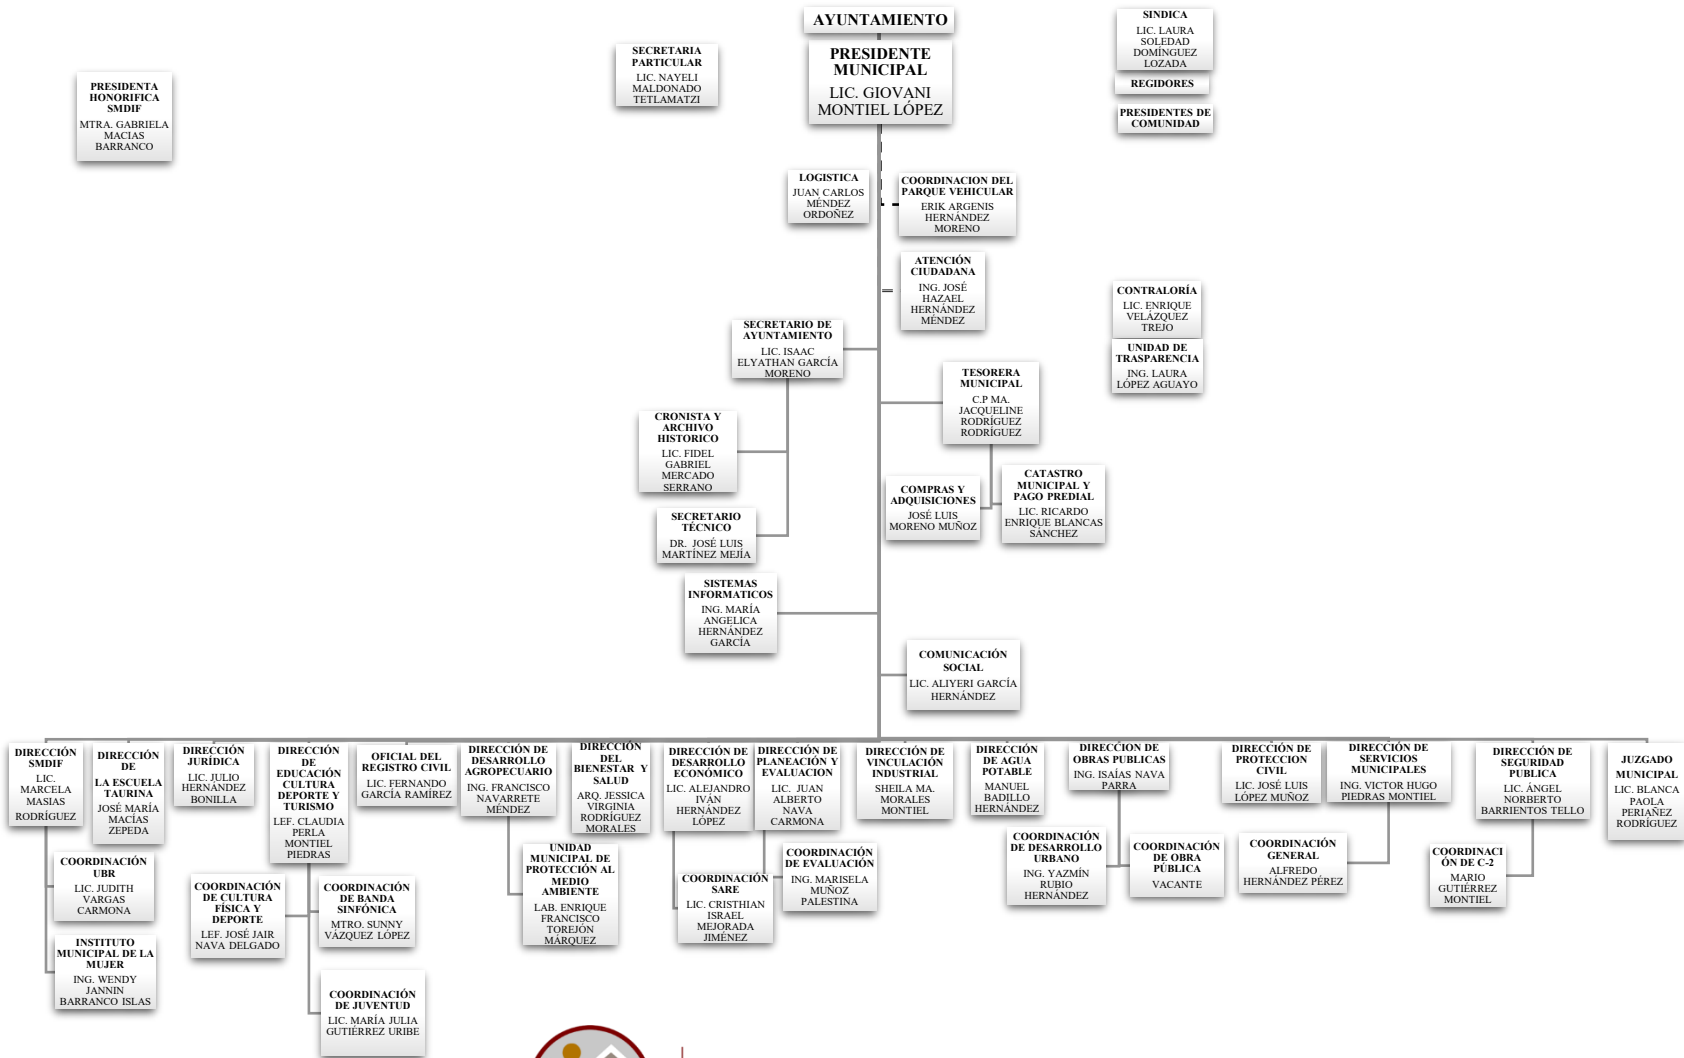 AYUNTAMIENTO
PRESIDENTE
MUNICIPAL
LIC. GIOVANI
MONTIEL LÓPEZ
SINDICA
LIC. LAURA
SOLEDAD
DOMÍNGUEZ
LOZADA
REGIDORES
PRESIDENTES DE
COMUNIDAD
SECRETARIA
PARTICULAR
LIC. NAYELI
MALDONADO
TETLAMATZI
PRESIDENTA
HONORIFICA
SMDIF
MTRA. GABRIELA
MACIAS
BARRANCO
LOGISTICA
JUAN CARLOS
MÉNDEZ
ORDOÑEZ
COORDINACION DEL
PARQUE VEHICULAR
ERIK ARGENIS
HERNÁNDEZ
MORENO
ATENCIÓN
CIUDADANA
ING. JOSÉ
HAZAEL
HERNÁNDEZ
MÉNDEZ
CONTRALORÍA
LIC. ENRIQUE
VELÁZQUEZ
TREJO
UNIDAD DE
TRASPARENCIA
ING. LAURA
LÓPEZ AGUAYO
SECRETARIO DE
AYUNTAMIENTO
LIC. ISAAC
ELYATHAN GARCÍA
MORENO
TESORERA
MUNICIPAL
C.P MA.
JACQUELINE
RODRÍGUEZ
RODRÍGUEZ
CRONISTA Y
ARCHIVO
HISTORICO
LIC. FIDEL
GABRIEL
MERCADO
SERRANO
COMPRAS Y
ADQUISICIONES
JOSÉ LUIS
MORENO MUÑOZ
CATASTRO
MUNICIPAL Y
PAGO PREDIAL
LIC. RICARDO
ENRIQUE BLANCAS
SÁNCHEZ
SECRETARIO
TÉCNICO
DR. JOSÉ LUIS
MARTÍNEZ MEJÍA
SISTEMAS
INFORMATICOS
ING. MARÍA
ANGELICA
HERNÁNDEZ
GARCÍA
COMUNICACIÓN
SOCIAL
LIC. ALIYERI GARCÍA
HERNÁNDEZ
DIRECCIÓN
SMDIF
LIC.
MARCELA
MASIAS
RODRÍGUEZ
DIRECCIÓN
DE
LA ESCUELA
TAURINA
JOSÉ MARÍA
MACÍAS
ZEPEDA
DIRECCIÓN
JURÍDICA
LIC. JULIO
HERNÁNDEZ
BONILLA
DIRECCIÓN
DE
EDUCACIÓN
CULTURA
DEPORTE Y
TURISMO
LEF. CLAUDIA
PERLA
MONTIEL
PIEDRAS
OFICIAL DEL
REGISTRO CIVIL
LIC. FERNANDO
GARCÍA RAMÍREZ
DIRECCIÓN DE
DESARROLLO
AGROPECUARIO
ING. FRANCISCO
NAVARRETE
MÉNDEZ
DIRECCIÓN
DEL
BIENESTAR Y
SALUD
ARQ. JESSICA
VIRGINIA
RODRÍGUEZ
MORALES
DIRECCIÓN DE
DESARROLLO
ECONÓMICO
LIC. ALEJANDRO
IVÁN
HERNÁNDEZ
LÓPEZ
DIRECCIÓN DE
PLANEACIÓN Y
EVALUACION
LIC. JUAN
ALBERTO
NAVA
CARMONA
DIRECCIÓN DE
VINCULACIÓN
INDUSTRIAL
SHEILA MA.
MORALES
MONTIEL
DIRECCIÓN
DE AGUA
POTABLE
MANUEL
BADILLO
HERNÁNDEZ
DIRECCION DE
OBRAS PUBLICAS
ING. ISAÍAS NAVA
PARRA
DIRECCIÓN DE
PROTECCION
CIVIL
LIC. JOSÉ LUIS
LÓPEZ MUÑOZ
DIRECCIÓN DE
SERVICIOS
MUNICIPALES
ING. VICTOR HUGO
PIEDRAS MONTIEL
DIRECCIÓN DE
SEGURIDAD
PUBLICA
LIC. ÁNGEL
NORBERTO
BARRIENTOS TELLO
JUZGADO
MUNICIPAL
LIC. BLANCA
PAOLA
PERIAÑEZ
RODRÍGUEZ
COORDINACIÓN
UBR
LIC. JUDITH
VARGAS
CARMONA
INSTITUTO
MUNICIPAL DE LA
MUJER
ING. WENDY
JANNIN
BARRANCO ISLAS
COORDINACIÓN
DE CULTURA
FÍSICA Y
DEPORTE
LEF. JOSÉ JAIR
NAVA DELGADO
COORDINACIÓN
DE BANDA
SINFÓNICA
MTRO. SUNNY
VÁZQUEZ LÓPEZ
COORDINACIÓN
DE JUVENTUD
LIC. MARÍA JULIA
GUTIÉRREZ URIBE
UNIDAD
MUNICIPAL DE
PROTECCIÓN AL
MEDIO
AMBIENTE
LAB. ENRIQUE
FRANCISCO
TOREJÓN
MÁRQUEZ
COORDINACIÓN
SARE
LIC. CRISTHIAN
ISRAEL
MEJORADA
JIMÉNEZ
COORDINACIÓN
DE EVALUACIÓN
ING. MARISELA
MUÑOZ
PALESTINA
COORDINACIÓN
DE DESARROLLO
URBANO
ING. YAZMÍN
RUBIO
HERNÁNDEZ
COORDINACIÓN
DE OBRA
PÚBLICA
VACANTE
COORDINACIÓN
GENERAL
ALFREDO
HERNÁNDEZ PÉREZ
COORDINACI
ÓN DE C-2
MARIO
GUTIÉRREZ
MONTIEL